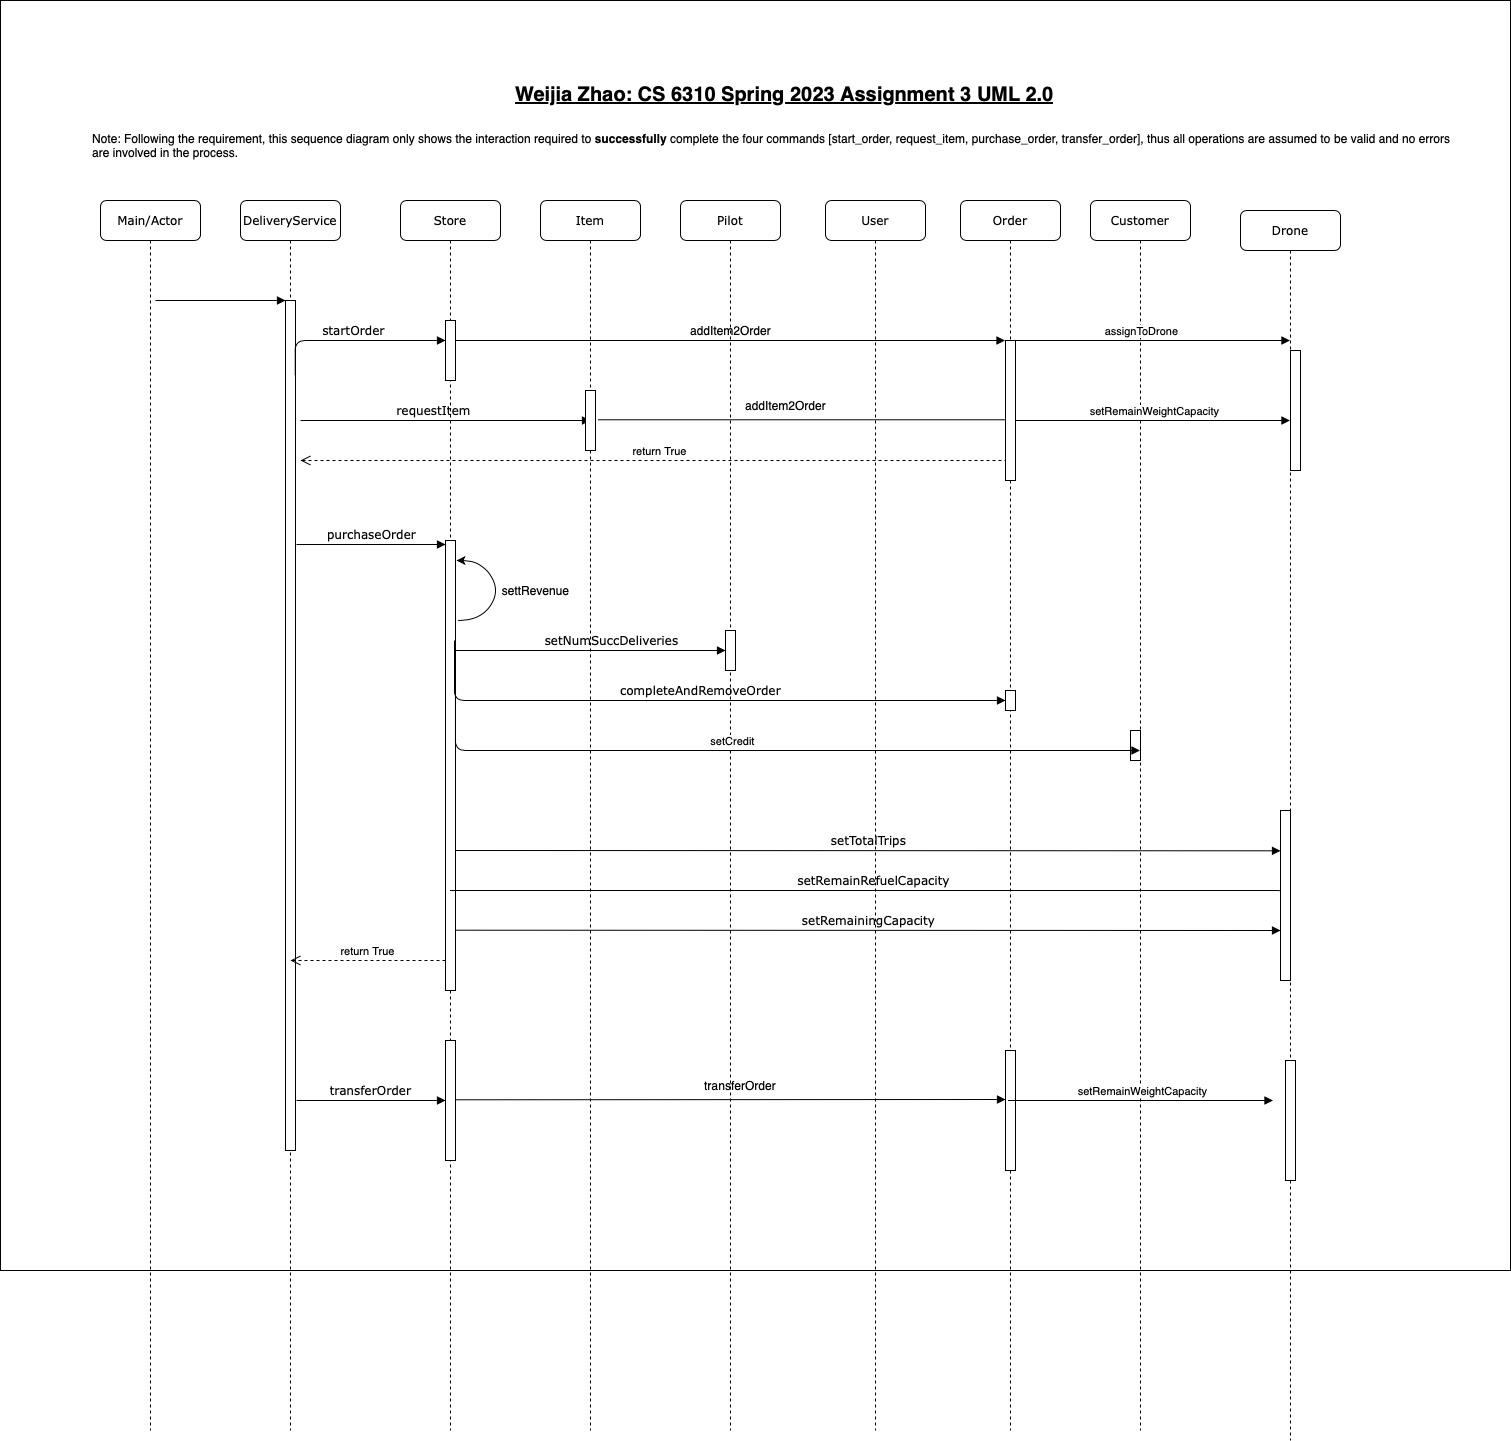 Weijia Zhao: CS 6310 Spring 2023 Assignment 3 UML 2.0
Note: Following the requirement, this sequence diagram only shows the interaction required to successfully complete the four commands [start_order, request_item, purchase_order, transfer_order], thus all operations are assumed to be valid and no errors
are involved in the process.
Main/Actor
DeliveryService
Store
Item
Pilot
User
Order
Customer
Drone
startOrder
addItem2Order
assignToDrone
requestItem
addItem2Order
setRemainWeightCapacity
return True
purchaseOrder
settRevenue
setNumSuccDeliveries
completeAndRemoveOrder
setCredit
setTotalTrips
setRemainRefuelCapacity
setRemainingCapacity
return True
transferOrder
transferOrder
setRemainWeightCapacity